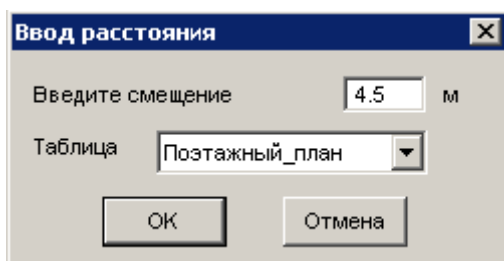 Ввод расстояния
Введите смещение 4.5 м
Таблица Поэтажный_план
OK Отмена